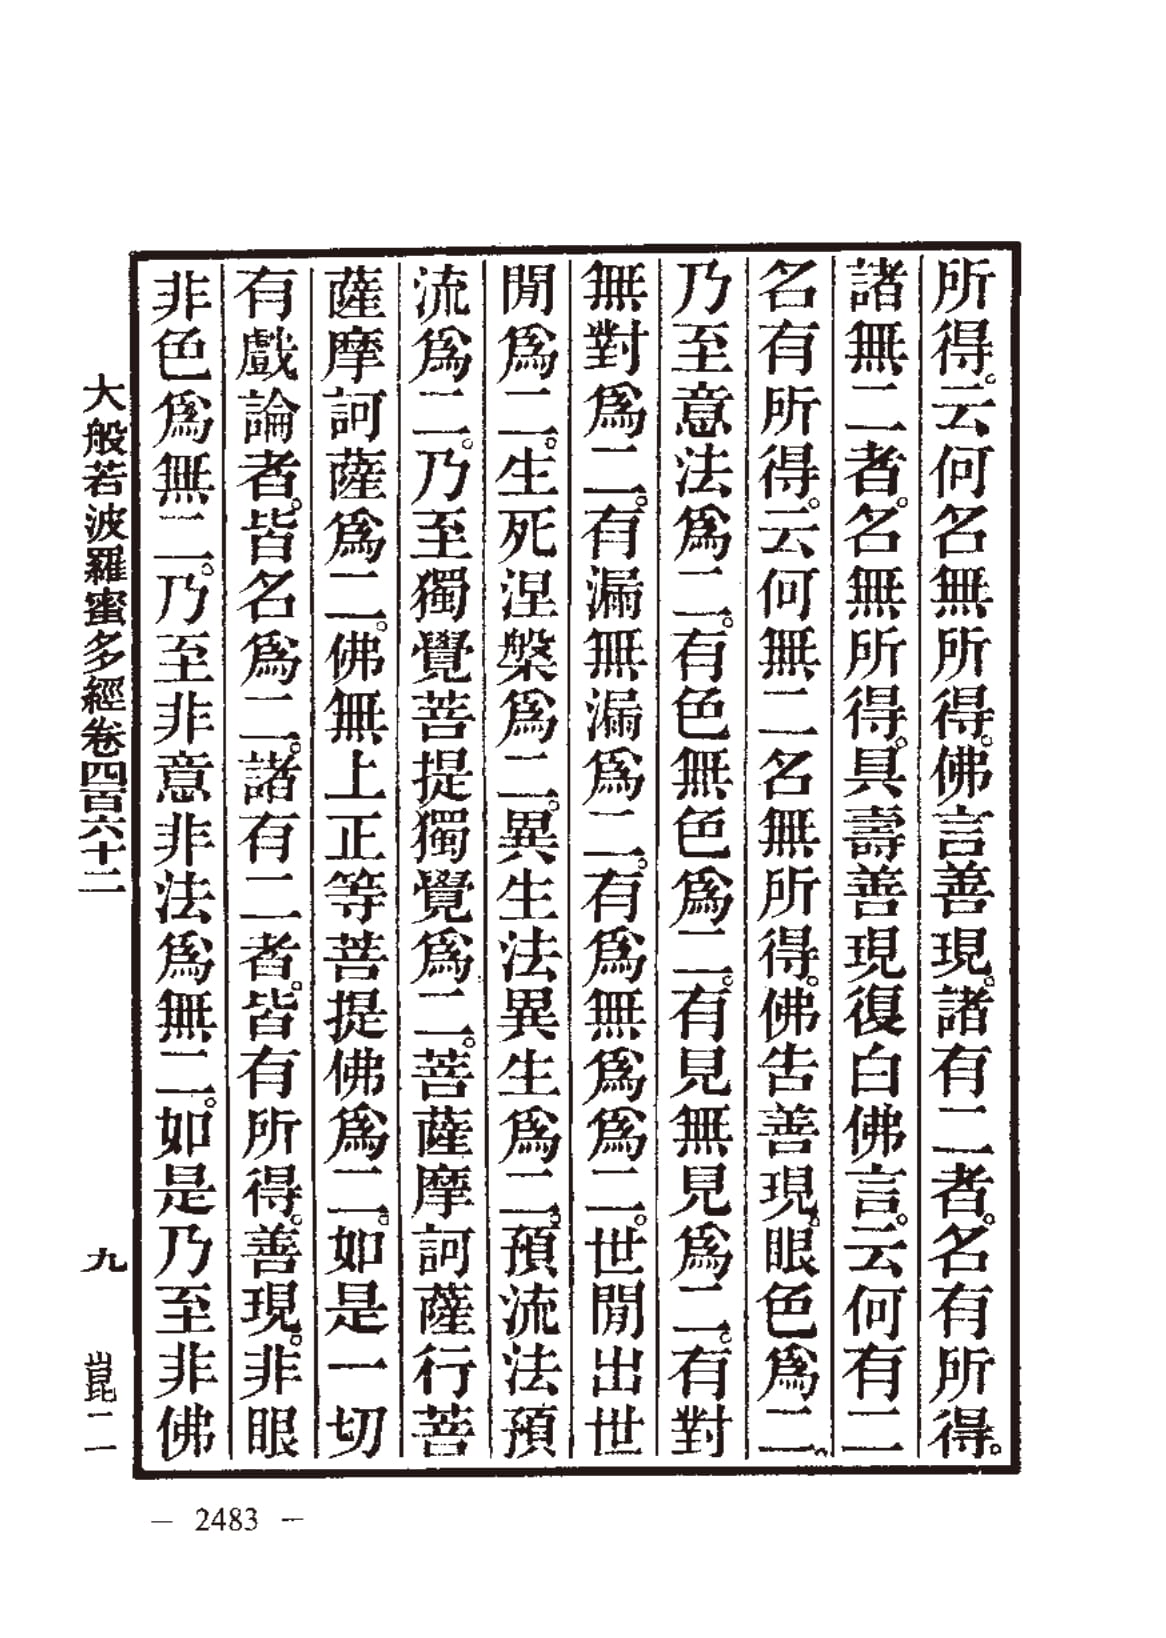 所得。云何名無所得。佛言善現。諸有二者。名有所得。
諸無二者。名無所得。具壽善現復白佛言。云何有二
名有所得。云何無二名無所得。佛告善現。眼色爲二。
乃至意法爲二。有色無色爲二。有見無見爲二。有對
無對爲二。有漏無漏爲二。有爲無爲爲二。世閒出世
閒爲二。生死涅槃爲二。異生法異生爲二。預流法預
流爲二。乃至獨覺菩提獨覺爲二。菩薩摩訶薩行菩
薩摩訶薩爲二。佛無上正等菩提佛爲二。如是一切
有戲論者。皆名爲二。諸有二者。皆有所得。善現。非眼
非色爲無二。乃至非意非法爲無二。如是乃至非佛
大般若波羅蜜多經卷四百六十二 九 崑二
— 2483 —